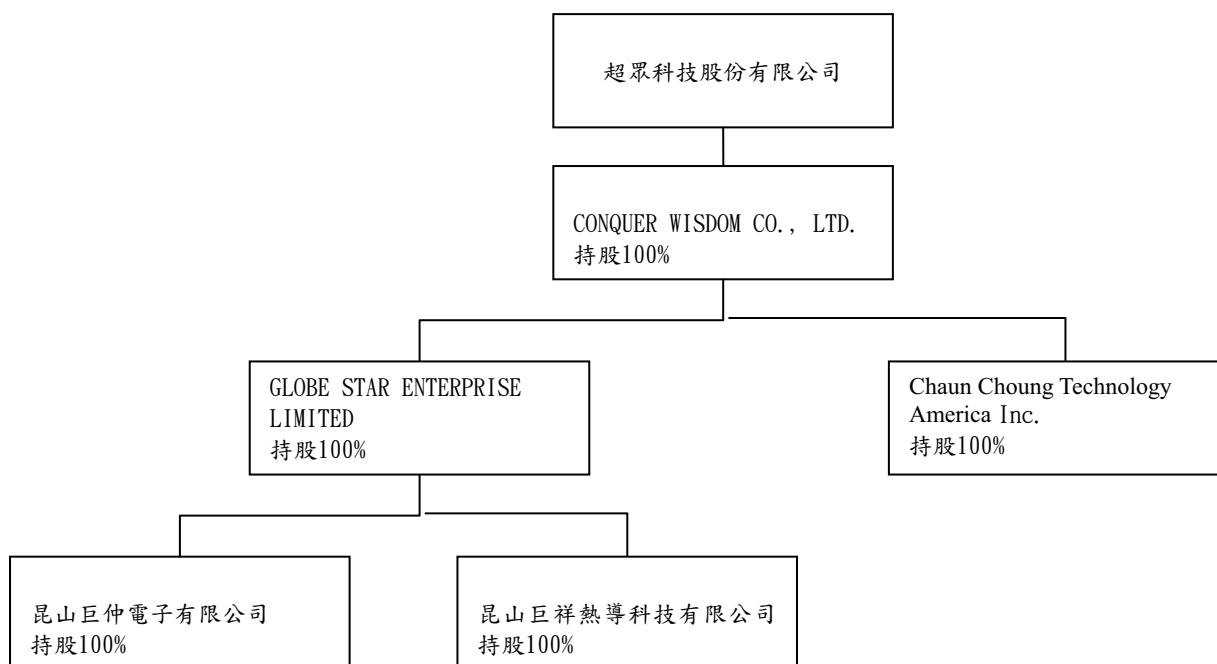 超眾科技股份有限公司
CONQUER WISDOM CO., LTD.
持股100%
GLOBE STAR ENTERPRISE
LIMITED
持股100%
Chaun Choung Technology
America Inc.
持股100%
昆山巨仲電子有限公司
持股100%
昆山巨祥熱導科技有限公司
持股100%